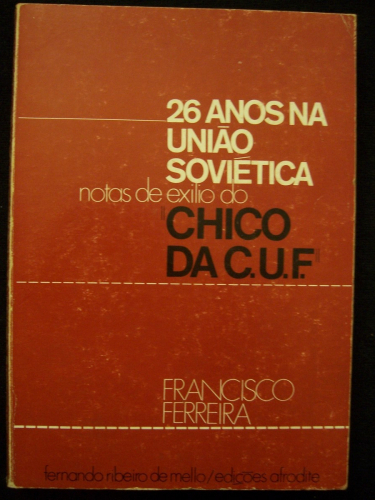 26 ANOS NA
UNIÃO
SOVIÉTICA
notas de exílio do
"CHICO
DA C.U.F."
FRANCISCO
FERREIRA
fernando ribeiro de mello/edições afrodite